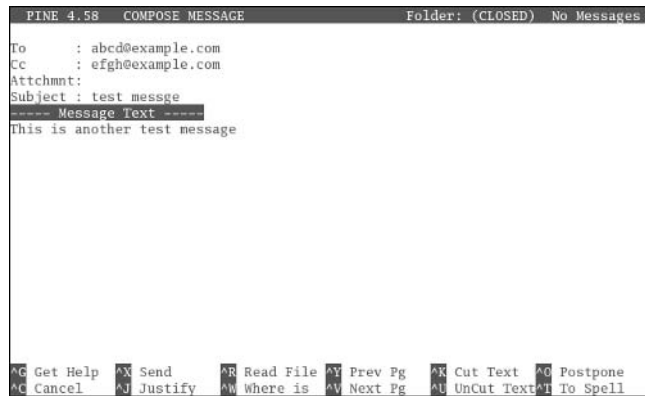 PINE 4.58 COMPOSE MESSAGE Folder: (CLOSED) No Messages
To : abcd@example.com
Cc : efgh@example.com
Attchmnt:
Subject : test messge
----- Message Text -----
This is another test message
^G Get Help ^X Send ^R Read File ^Y Prev Pg ^K Cut Text ^O Postpone
^C Cancel ^J Justify ^W Where is ^V Next Pg ^U UnCut Text ^T To Spell